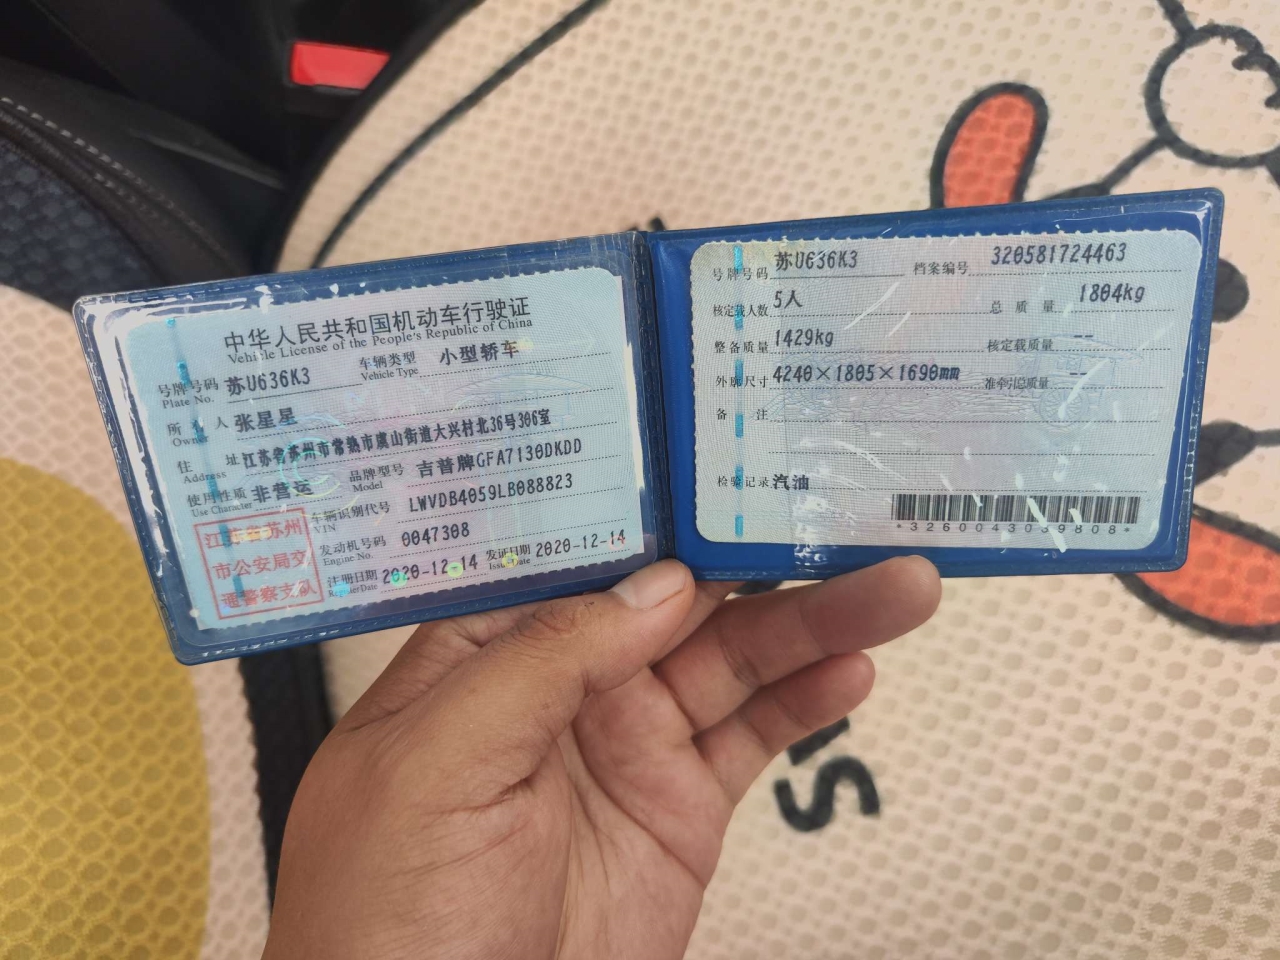 中华人民共和国机动车行驶证
Vehicle License of the People's Republic of China
号牌号码 苏U636K3 车辆类型 小型轿车
Plate No. Vehicle Type
所有人 张星星
Owner
住址 江苏省苏州市常熟市虞山街道大兴村北36号306室
Address
使用性质 非营运 品牌型号 吉普牌GFA7130DKDD
Use Character Model
车辆识别代号 LWVDB4059LB088823
VIN
发动机号码 0047308
Engine No.
注册日期 2020-12-14 发证日期 2020-12-14
Register Date Issue Date
江苏省苏州
市公安局交
通警察支队
号牌号码 苏U636K3 档案编号 320581724463
核定载人数 5人 总质量 1804kg
整备质量 1429kg 核定载质量 --
外廓尺寸 4240×1805×1690mm 准牵引总质量 --
备注
检验记录 汽油
*3260043039808*
S